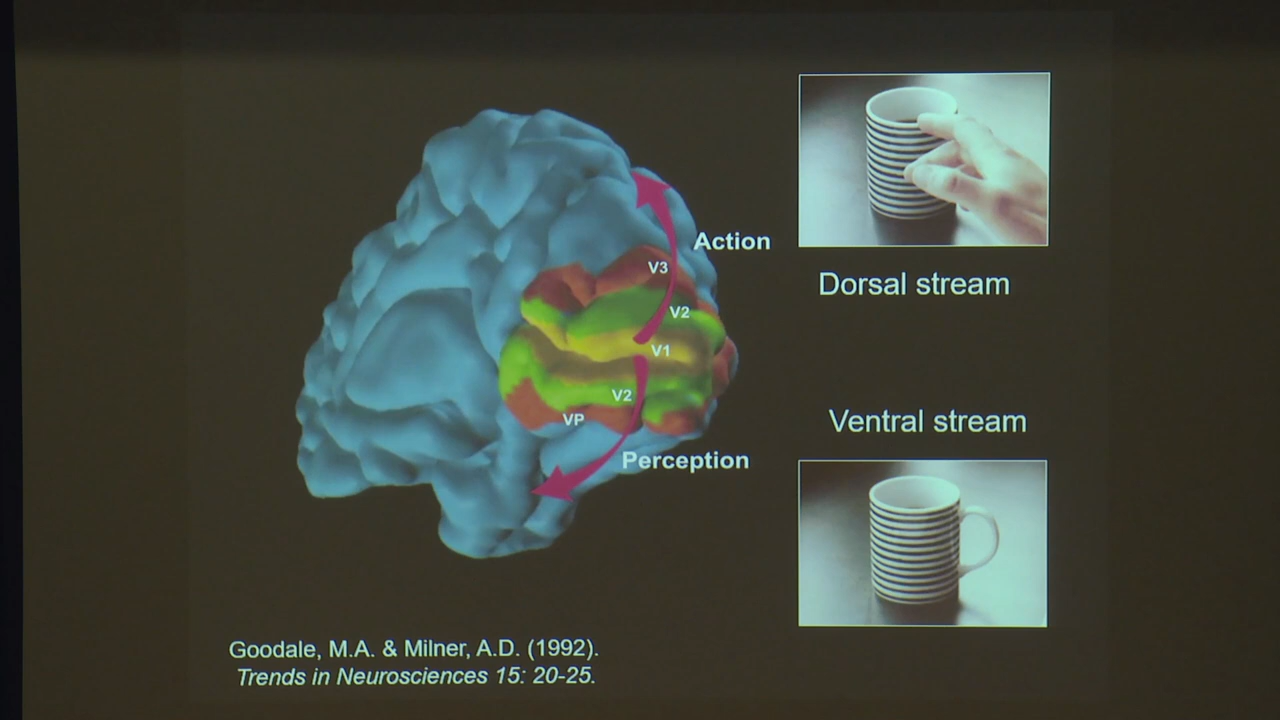 Action
V3
Dorsal stream
V2
V1
V2
VP
Ventral stream
Perception
Goodale, M.A. & Milner, A.D. (1992).
Trends in Neurosciences 15: 20-25.